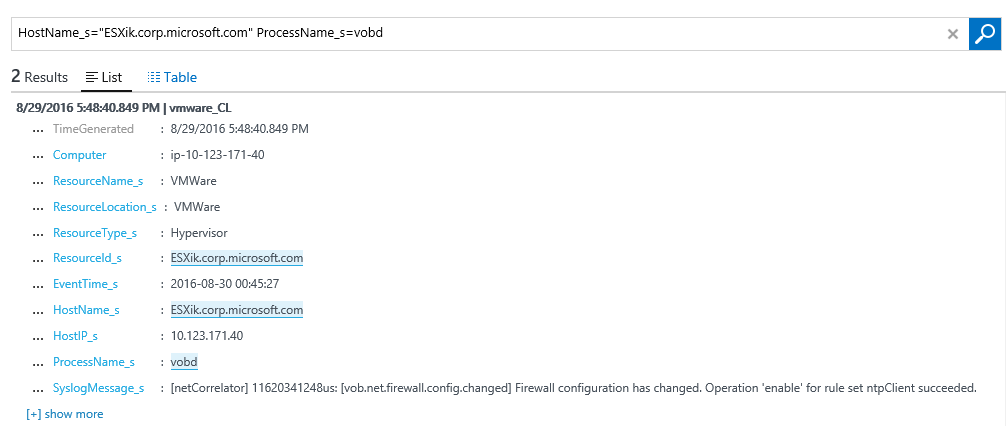 HostName_s="ESXik.corp.microsoft.com" ProcessName_s=vobd
2 Results List Table
8/29/2016 5:48:40.849 PM | vmware_CL
... TimeGenerated : 8/29/2016 5:48:40.849 PM
... Computer : ip-10-123-171-40
... ResourceName_s : VMWare
... ResourceLocation_s : VMWare
... ResourceType_s : Hypervisor
... ResourceId_s : ESXik.corp.microsoft.com
... EventTime_s : 2016-08-30 00:45:27
... HostName_s : ESXik.corp.microsoft.com
... HostIP_s : 10.123.171.40
... ProcessName_s : vobd
... SyslogMessage_s : [netCorrelator] 11620341248us: [vob.net.firewall.config.changed] Firewall configuration has changed. Operation 'enable' for rule set ntpClient succeeded.
[+] show more